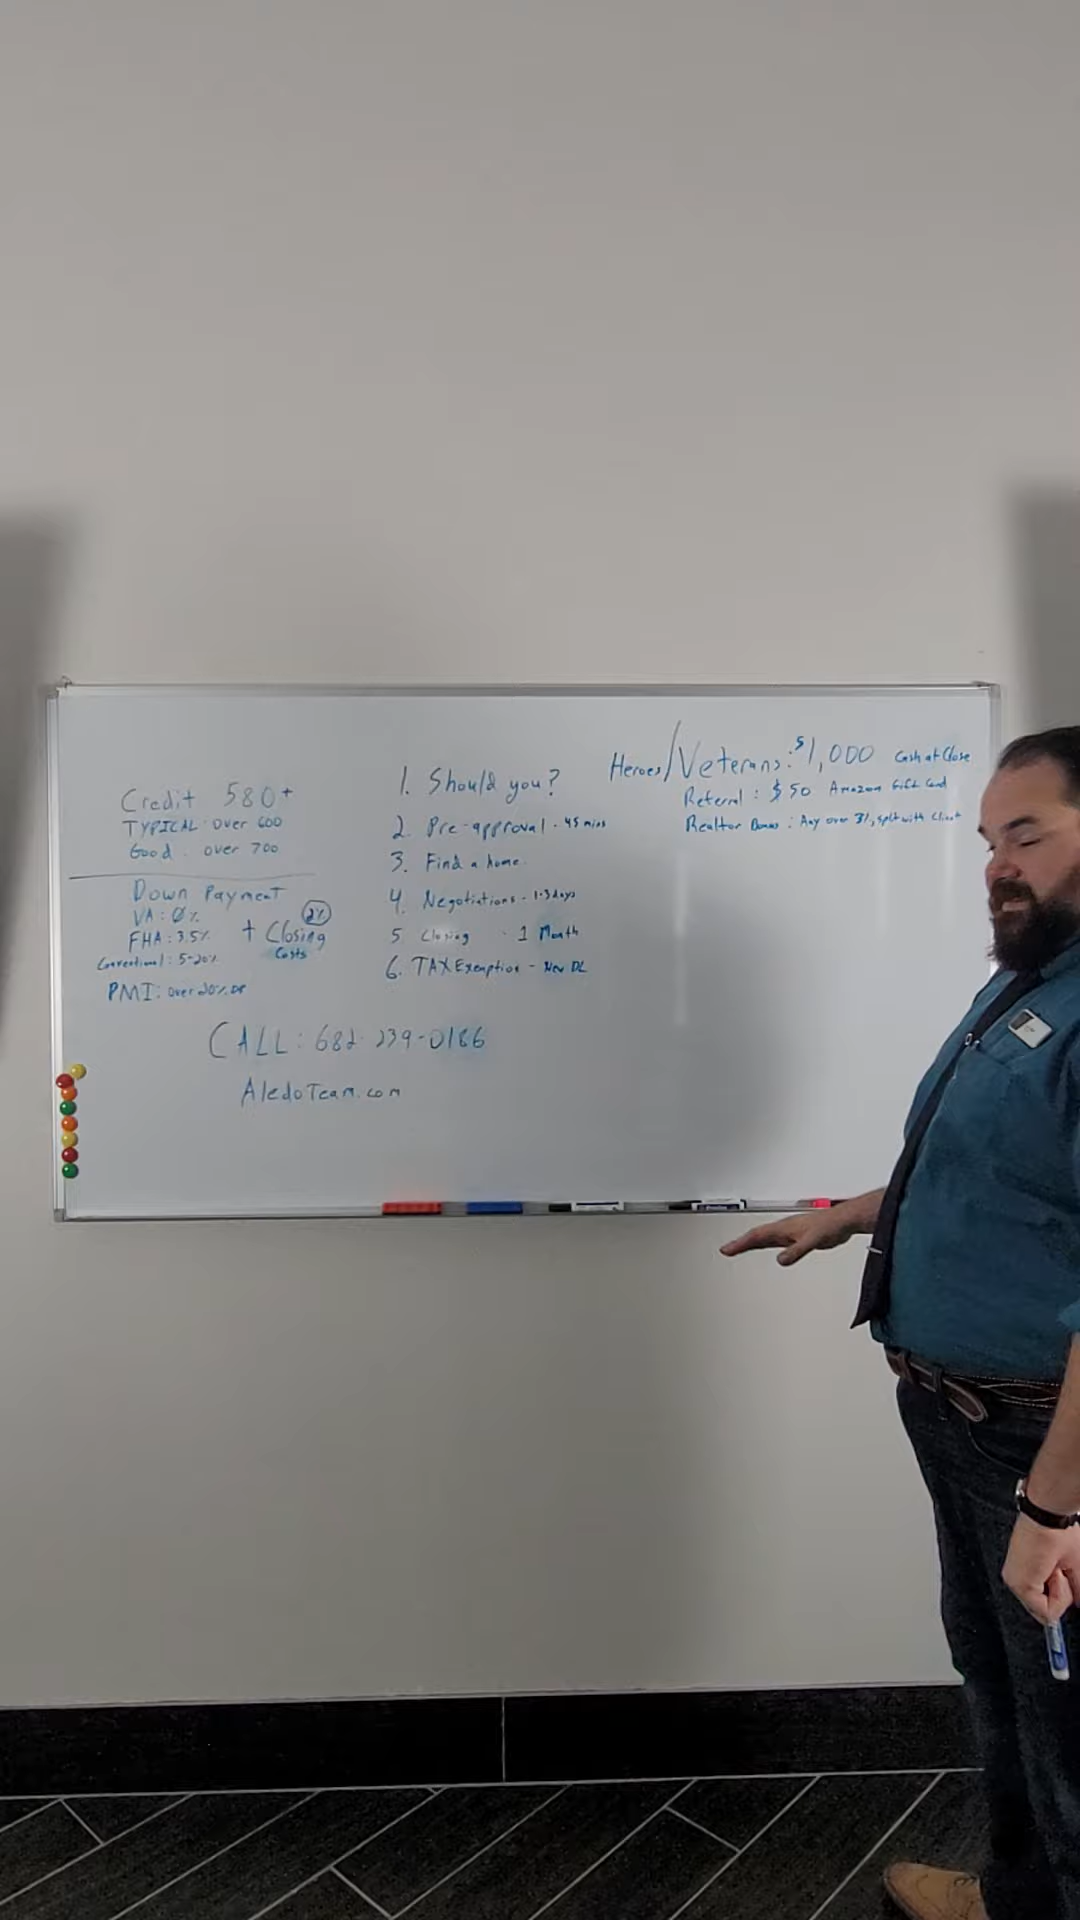 Credit 580+
TYPICAL: Over 600
Good: over 700
Down Payment
VA: 0%
FHA: 3.5%
Conventional: 5-20%
+ Closing 2%
Costs
PMI: Over 20% DP
1. Should you?
2. Pre-approval - 45 mins
3. Find a home.
4. Negotiations - 1-3 days
5 Closing - 1 Month
6. TAX Exemption - New DL
Heroes/Veterans: $1,000 Cash at Close
Referral: $50 Amazon Gift Card
Realtor Bonus: Any over 3%, split with Client
CALL: 682-239-0186
AledoTeam.com